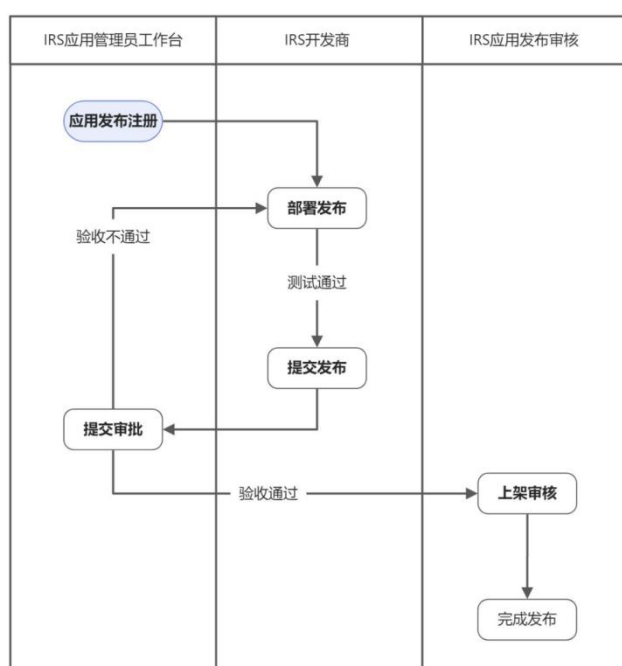 IRS应用管理员工作台
IRS开发商
IRS应用发布审核
应用发布注册
部署发布
验收不通过
测试通过
提交发布
提交审批
验收通过
上架审核
完成发布